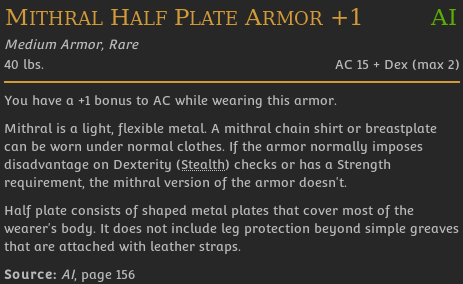 Mithral Half Plate Armor +1 AI
Medium Armor, Rare
40 lbs. AC 15 + Dex (max 2)
You have a +1 bonus to AC while wearing this armor.
Mithral is a light, flexible metal. A mithral chain shirt or breastplate
can be worn under normal clothes. If the armor normally imposes
disadvantage on Dexterity (Stealth) checks or has a Strength
requirement, the mithral version of the armor doesn't.
Half plate consists of shaped metal plates that cover most of the
wearer's body. It does not include leg protection beyond simple greaves
that are attached with leather straps.
Source: AI, page 156